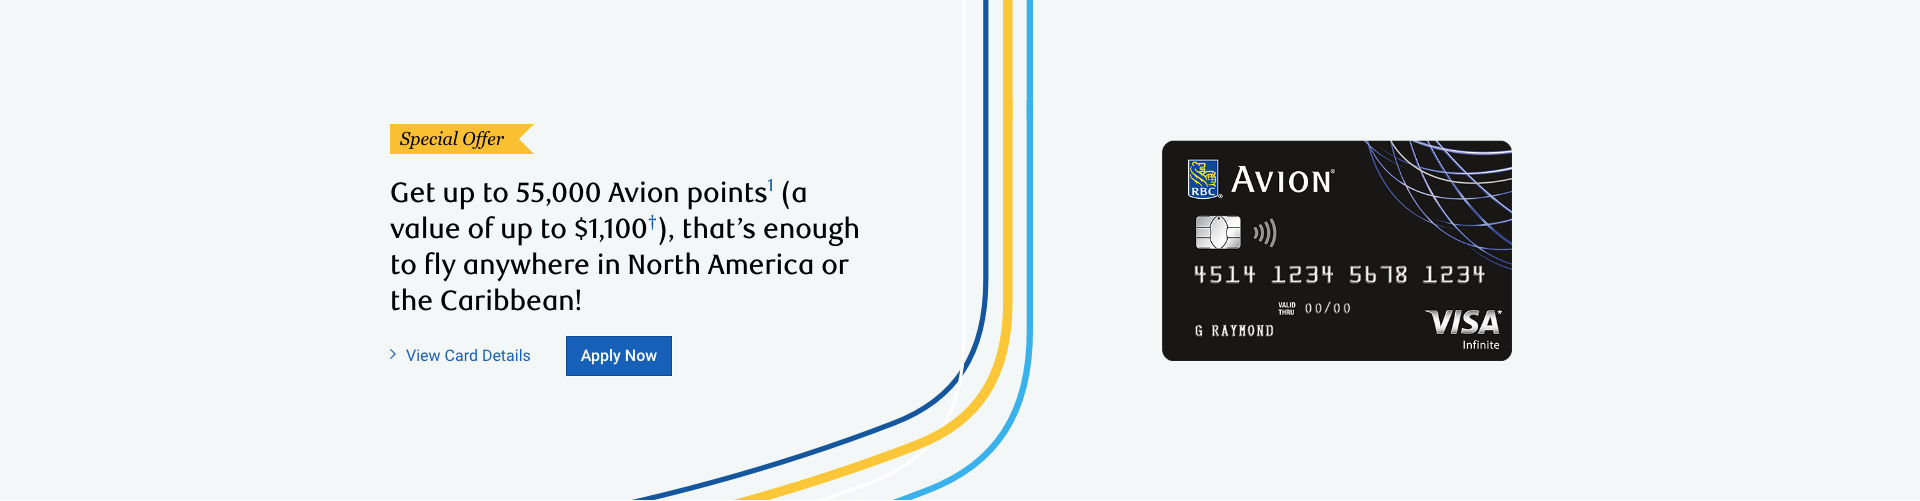 Special Offer
Get up to 55,000 Avion points1 (a
value of up to $1,100†), that’s enough
to fly anywhere in North America or
the Caribbean!
View Card Details
Apply Now
RBC®
AVION®
4514 1234 5678 1234
VALID
THRU 00/00
G RAYMOND
VISA*
Infinite